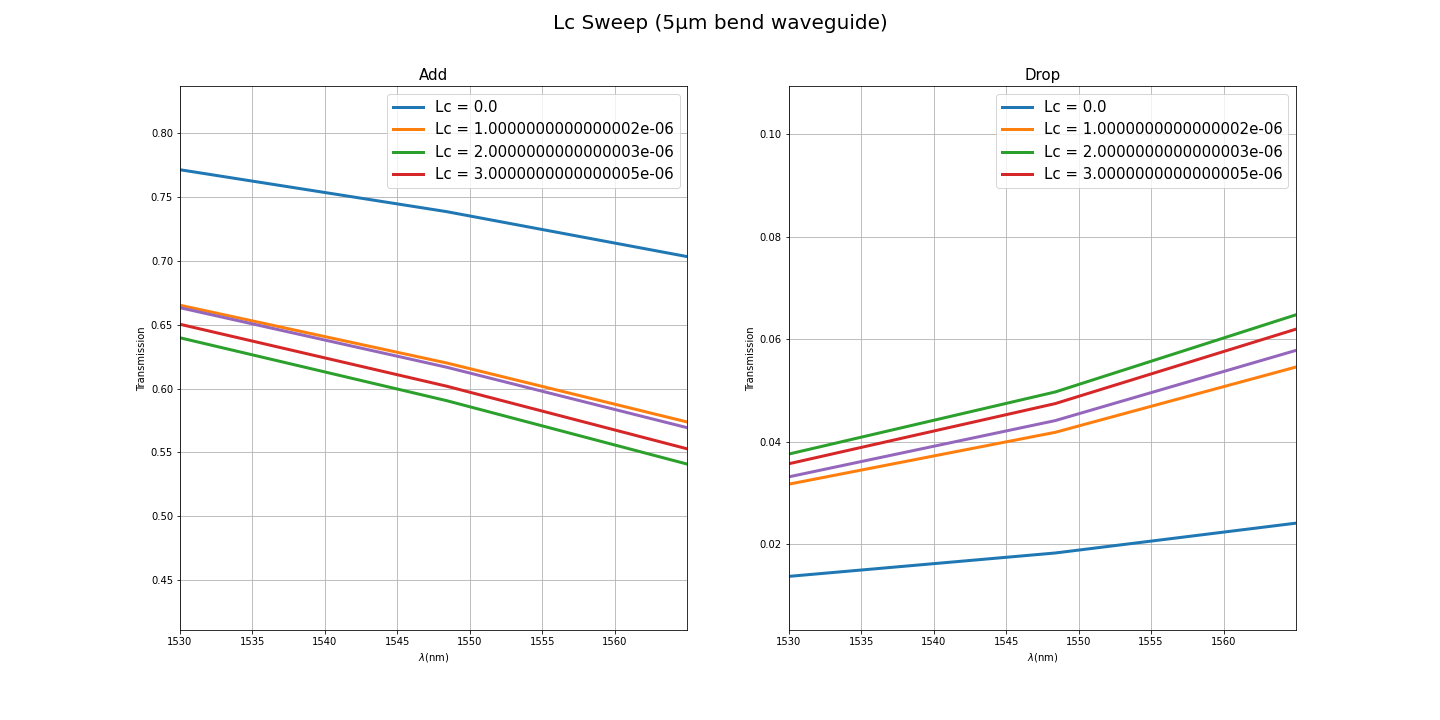 Lc Sweep (5μm bend waveguide)
Add
Lc = 0.0
Lc = 1.0000000000000002e-06
Lc = 2.0000000000000003e-06
Lc = 3.0000000000000005e-06
0.80
0.75
0.70
0.65
0.60
0.55
0.50
0.45
Transmission
1530
1535
1540
1545
1550
1555
1560
λ(nm)
Drop
Lc = 0.0
Lc = 1.0000000000000002e-06
Lc = 2.0000000000000003e-06
Lc = 3.0000000000000005e-06
0.10
0.08
0.06
0.04
0.02
Transmission
1530
1535
1540
1545
1550
1555
1560
λ(nm)